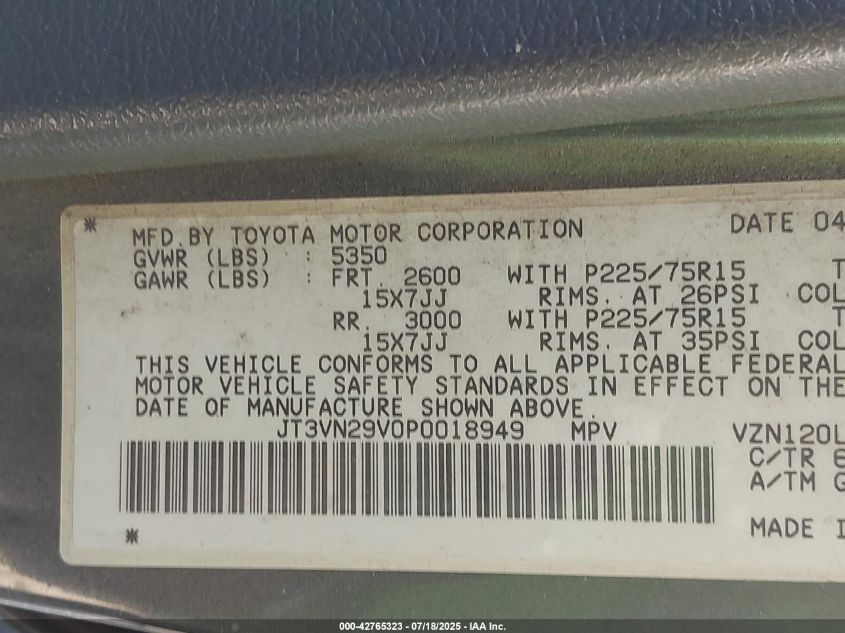 * MFD.BY TOYOTA MOTOR CORPORATION DATE 04
GVWR (LBS) : 5350
GAWR (LBS) : FRT. 2600 WITH P225/75R15 T
15X7JJ RIMS. AT 26PSI COL
RR. 3000 WITH P225/75R15 T
15X7JJ RIMS. AT 35PSI COL
THIS VEHICLE CONFORMS TO ALL APPLICABLE FEDERAL
MOTOR VEHICLE SAFETY STANDARDS IN EFFECT ON THE
DATE OF MANUFACTURE SHOWN ABOVE.
JT3VN29V0P0018949 MPV VZN120L
C/TR 6
A/TM G
* MADE I
000-42765323 / 07/18/2025 - IAA Inc.